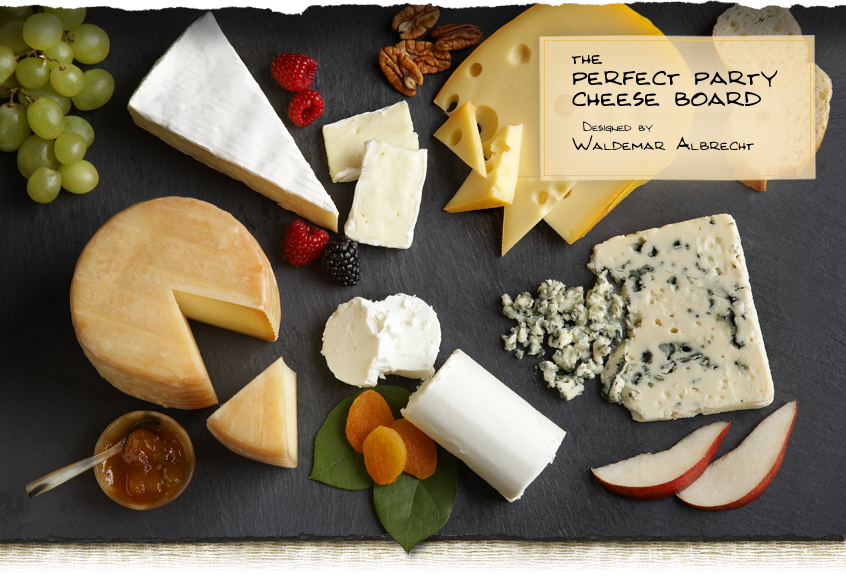 THE
PERFECT PARTY
CHEESE BOARD
DESIGNED BY
WALDEMAR ALBRECHT